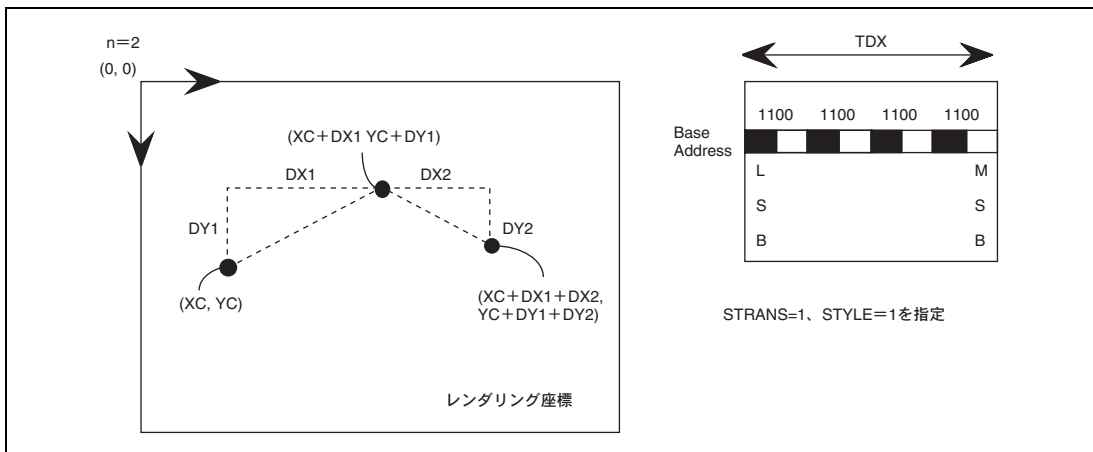 n＝2
(0, 0)
(XC＋DX1 YC＋DY1)
DX1
DX2
DY1
DY2
(XC, YC)
(XC＋DX1＋DX2,
YC＋DY1＋DY2)
レンダリング座標
TDX
1100 1100 1100 1100
Base
Address
L M
S S
B B
STRANS=1、STYLE＝1を指定